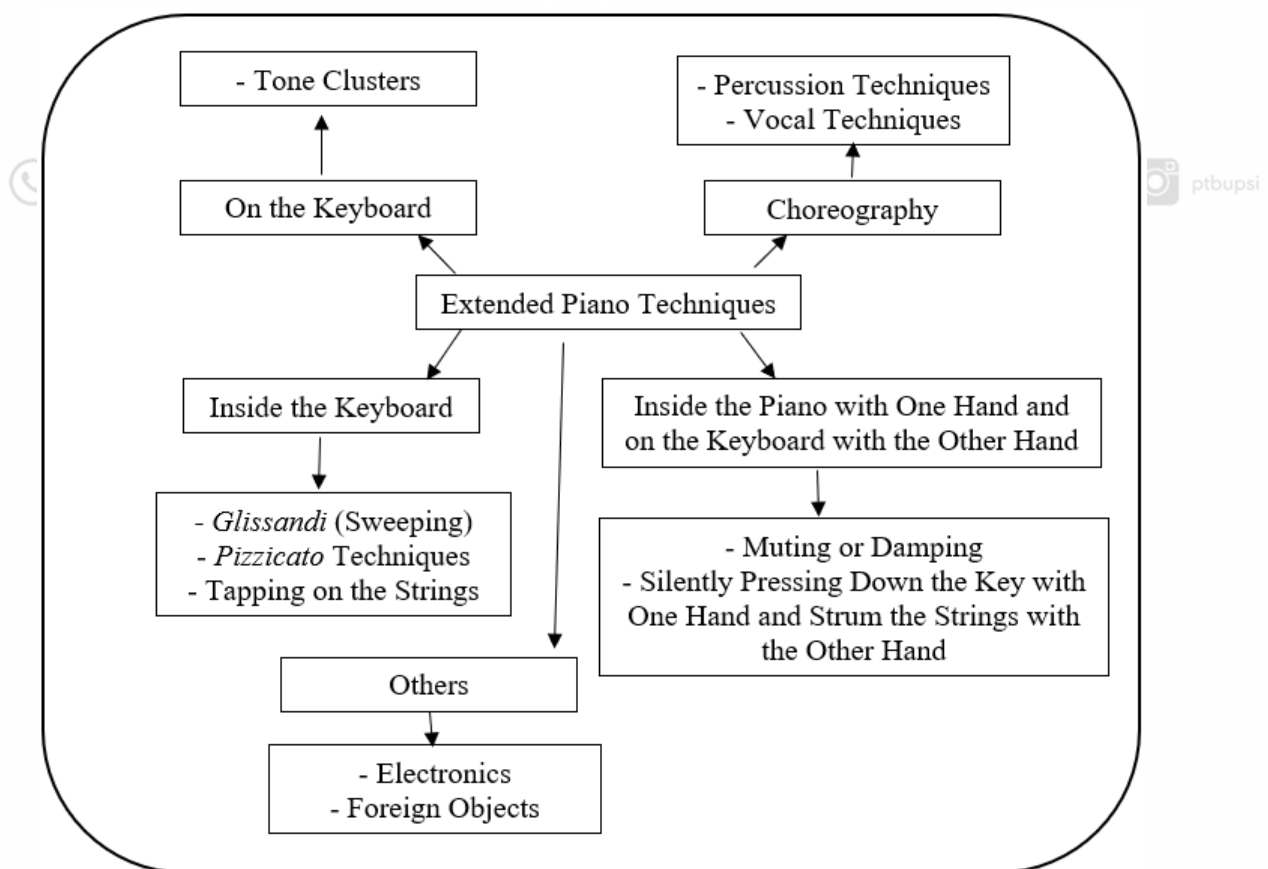 - Tone Clusters
- Percussion Techniques
- Vocal Techniques
On the Keyboard
Choreography
ptbupsi
Extended Piano Techniques
Inside the Keyboard
Inside the Piano with One Hand and
on the Keyboard with the Other Hand
- Glissandi (Sweeping)
- Pizzicato Techniques
- Tapping on the Strings
- Muting or Damping
- Silently Pressing Down the Key with
One Hand and Strum the Strings with
the Other Hand
Others
- Electronics
- Foreign Objects